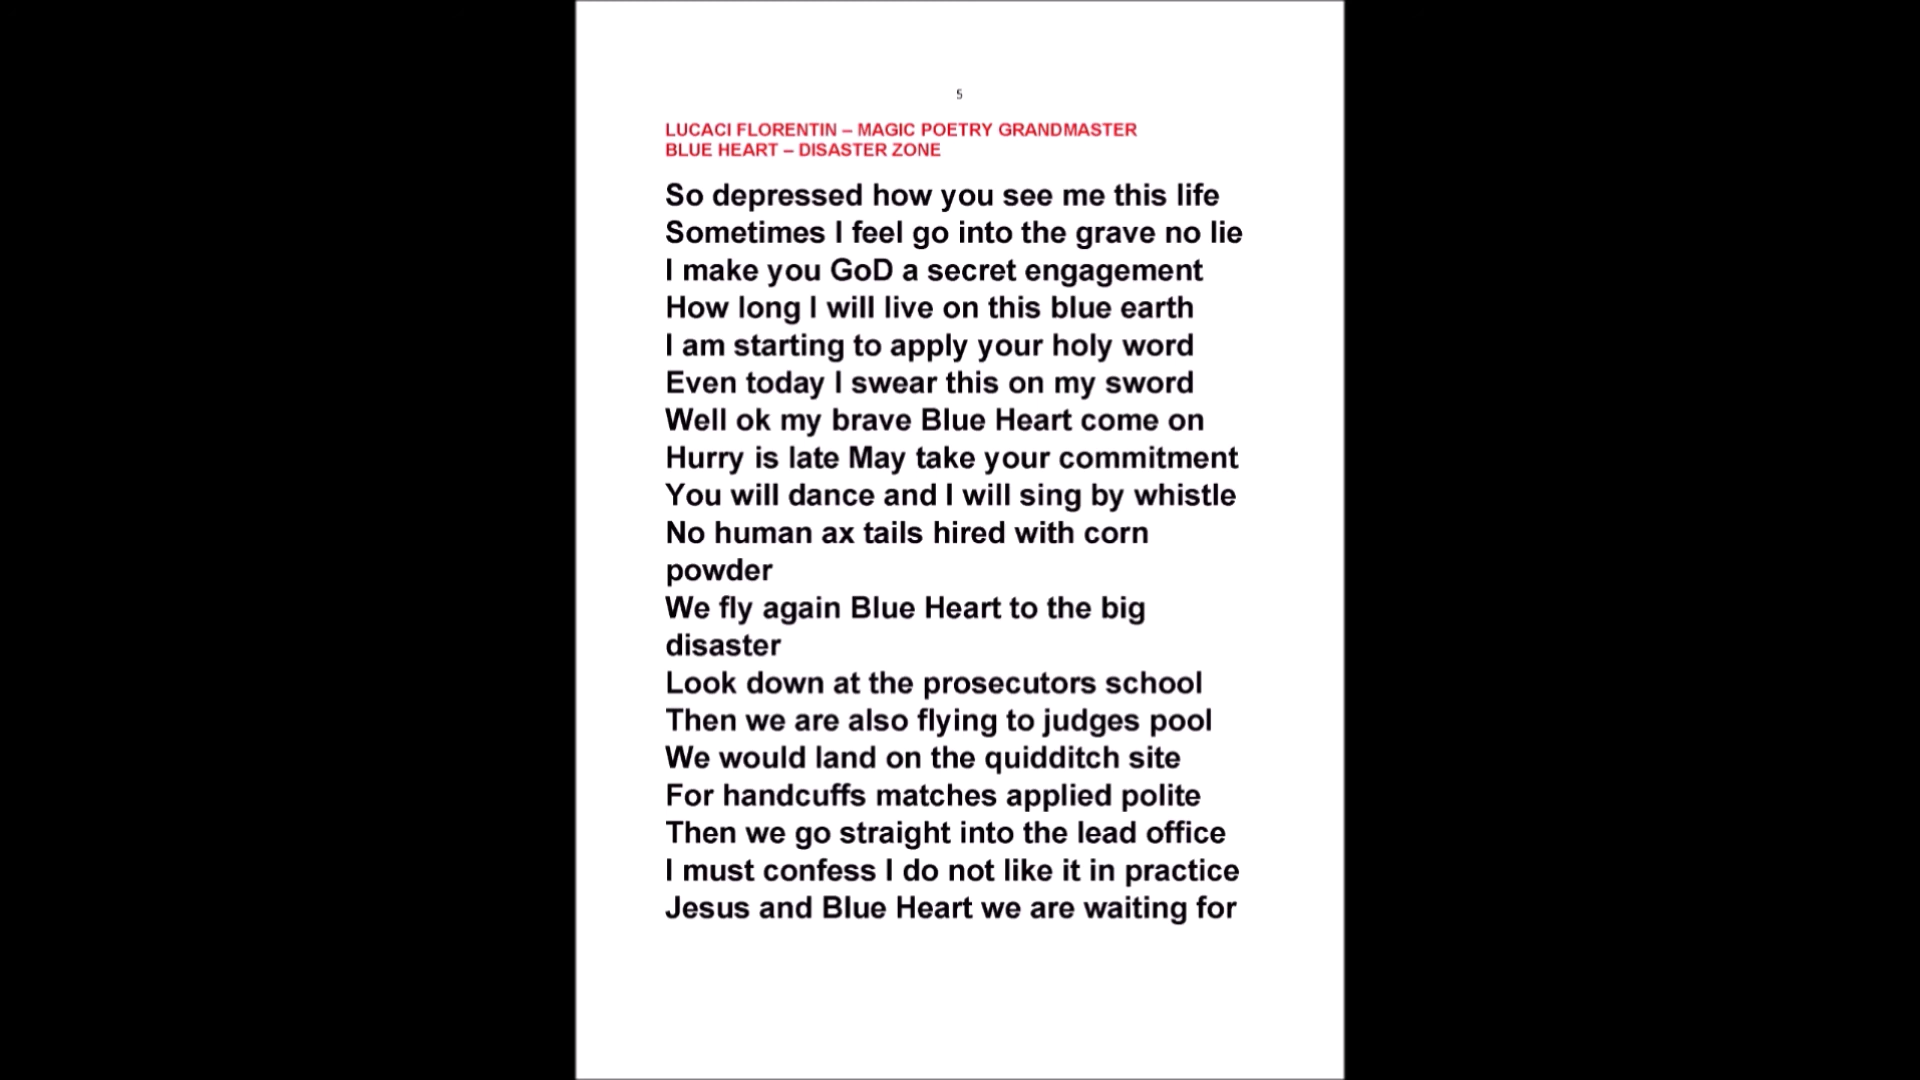 5
LUCACI FLORENTIN – MAGIC POETRY GRANDMASTER
BLUE HEART – DISASTER ZONE
So depressed how you see me this life
Sometimes I feel go into the grave no lie
I make you GoD a secret engagement
How long I will live on this blue earth
I am starting to apply your holy word
Even today I swear this on my sword
Well ok my brave Blue Heart come on
Hurry is late May take your commitment
You will dance and I will sing by whistle
No human ax tails hired with corn
powder
We fly again Blue Heart to the big
disaster
Look down at the prosecutors school
Then we are also flying to judges pool
We would land on the quidditch site
For handcuffs matches applied polite
Then we go straight into the lead office
I must confess I do not like it in practice
Jesus and Blue Heart we are waiting for